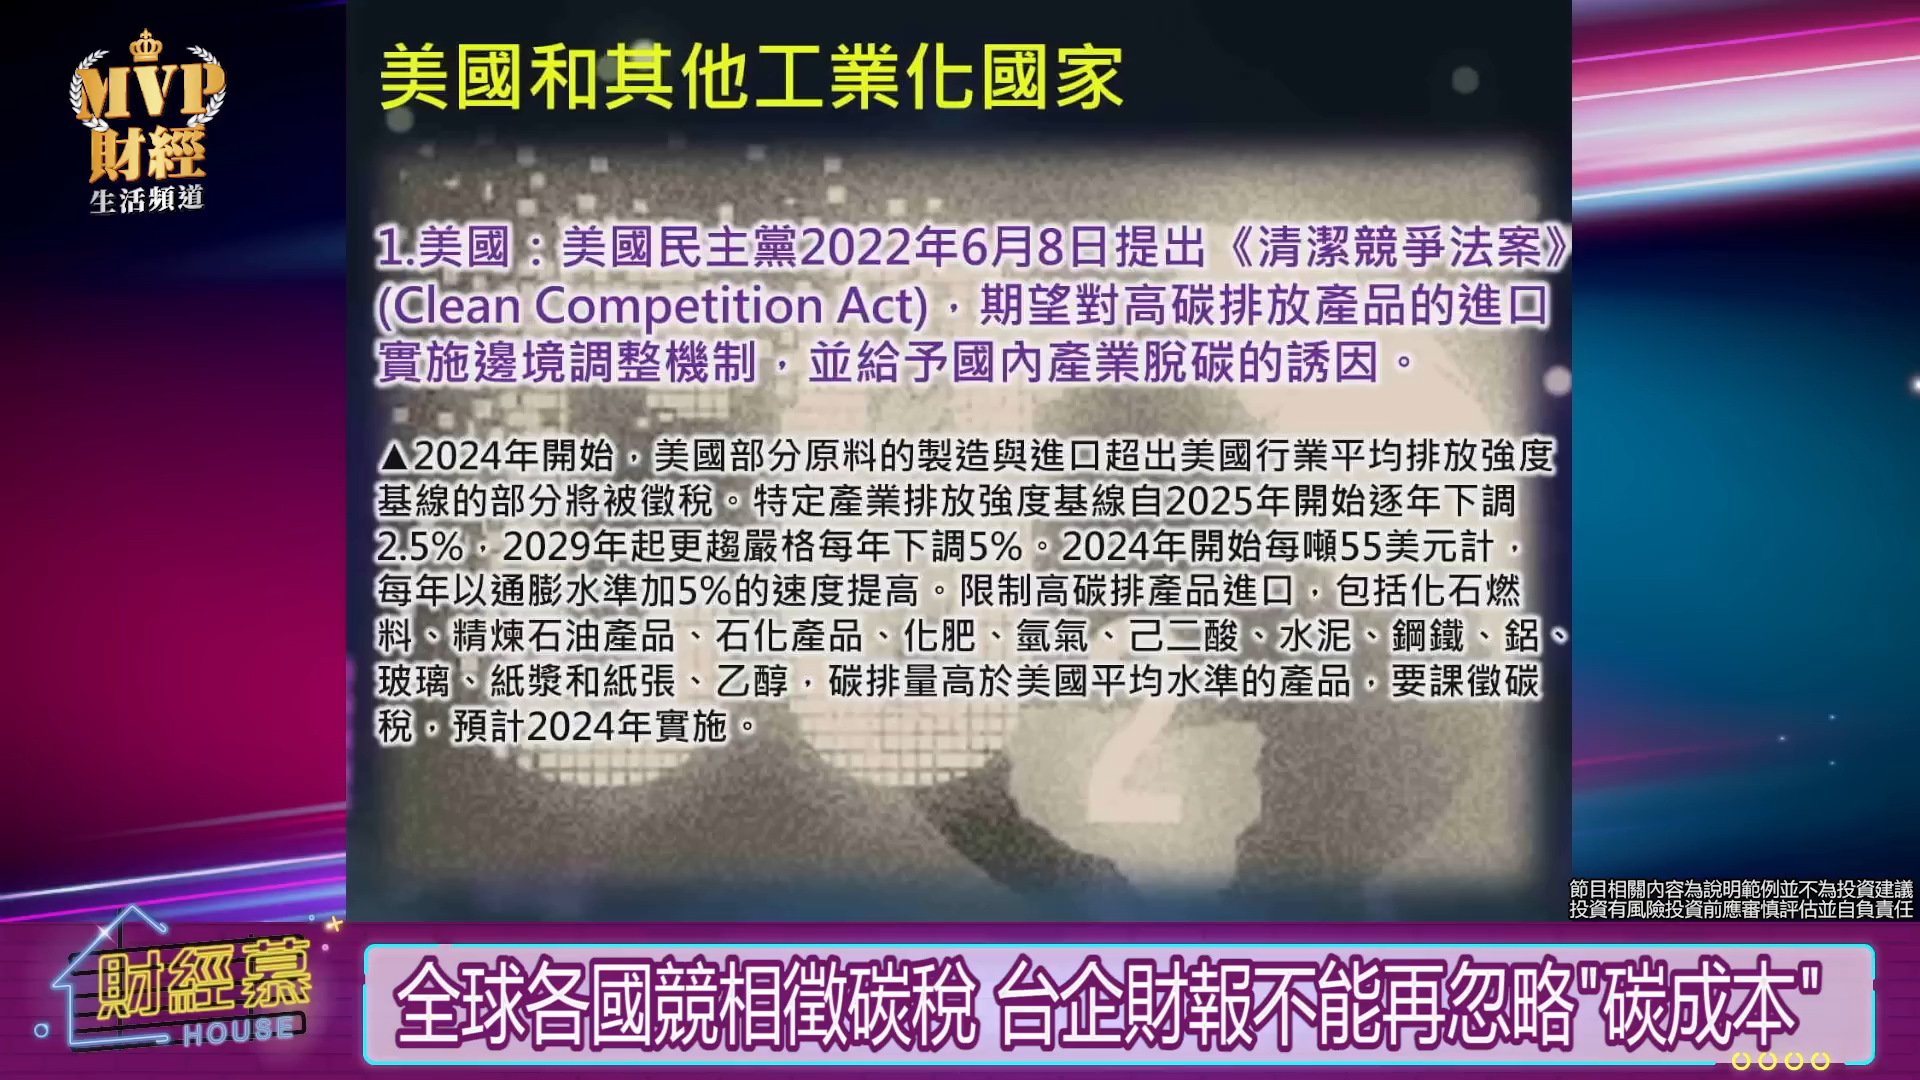 MVP
財經
生活頻道
美國和其他工業化國家
1.美國：美國民主黨2022年6月8日提出《清潔競爭法案》
(Clean Competition Act)，期望對高碳排放產品的進口
實施邊境調整機制，並給予國內產業脫碳的誘因。
▲2024年開始，美國部分原料的製造與進口超出美國行業平均排放強度
基線的部分將被徵稅。特定產業排放強度基線自2025年開始逐年下調
2.5%，2029年起更趨嚴格每年下調5%。2024年開始每噸55美元計，
每年以通膨水準加5%的速度提高。限制高碳排產品進口，包括化石燃
料、精煉石油產品、石化產品、化肥、氫氣、己二酸、水泥、鋼鐵、鋁、
玻璃、紙漿和紙張、乙醇，碳排量高於美國平均水準的產品，要課徵碳
稅，預計2024年實施。
節目相關內容為說明範例並不為投資建議
投資有風險投資前應審慎評估並自負責任
財經慕
HOUSE
全球各國競相徵碳稅 台企財報不能再忽略"碳成本"